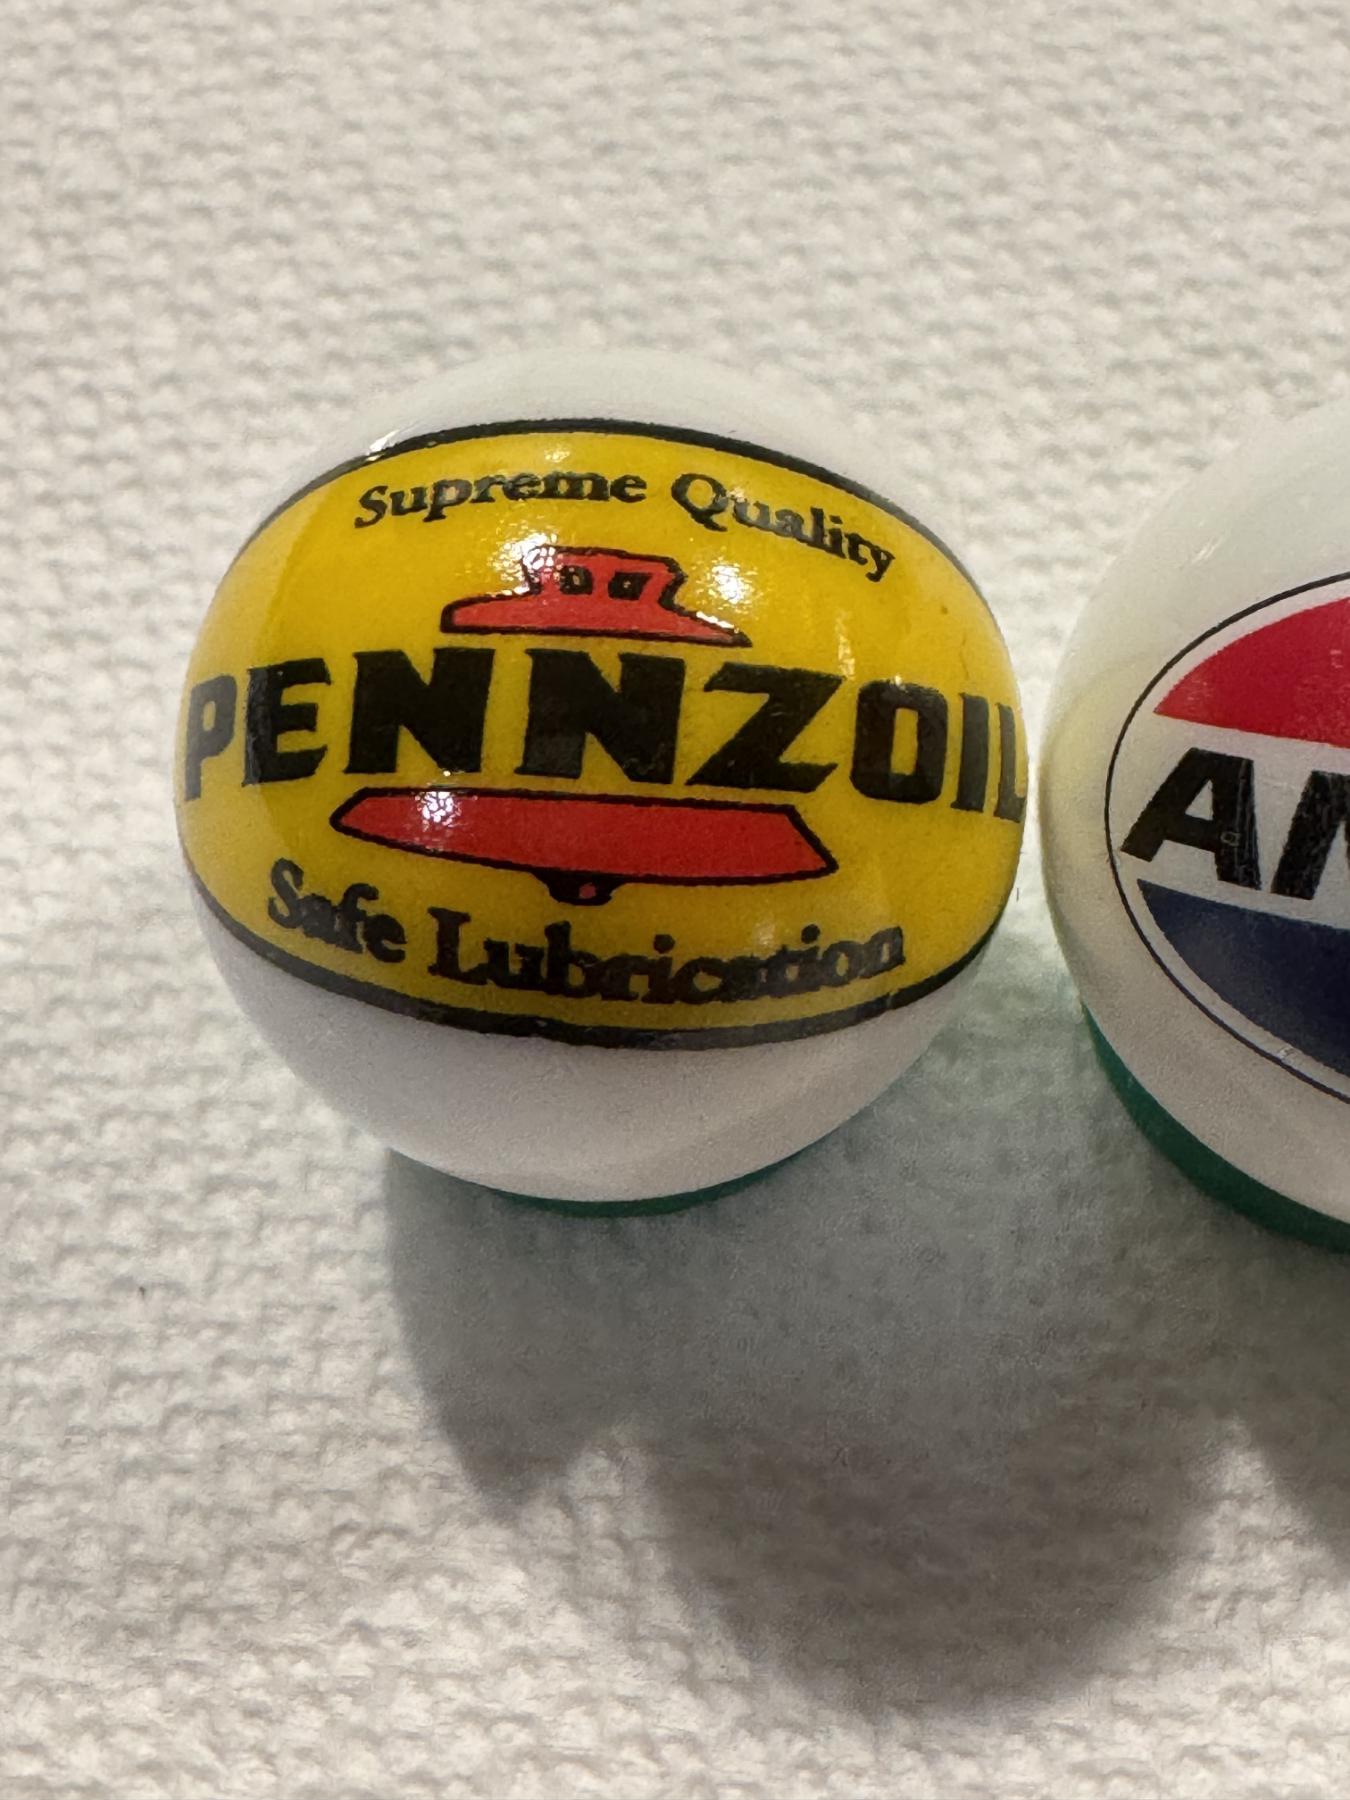 Supreme Quality
PENNZOIL
Safe Lubrication
AM